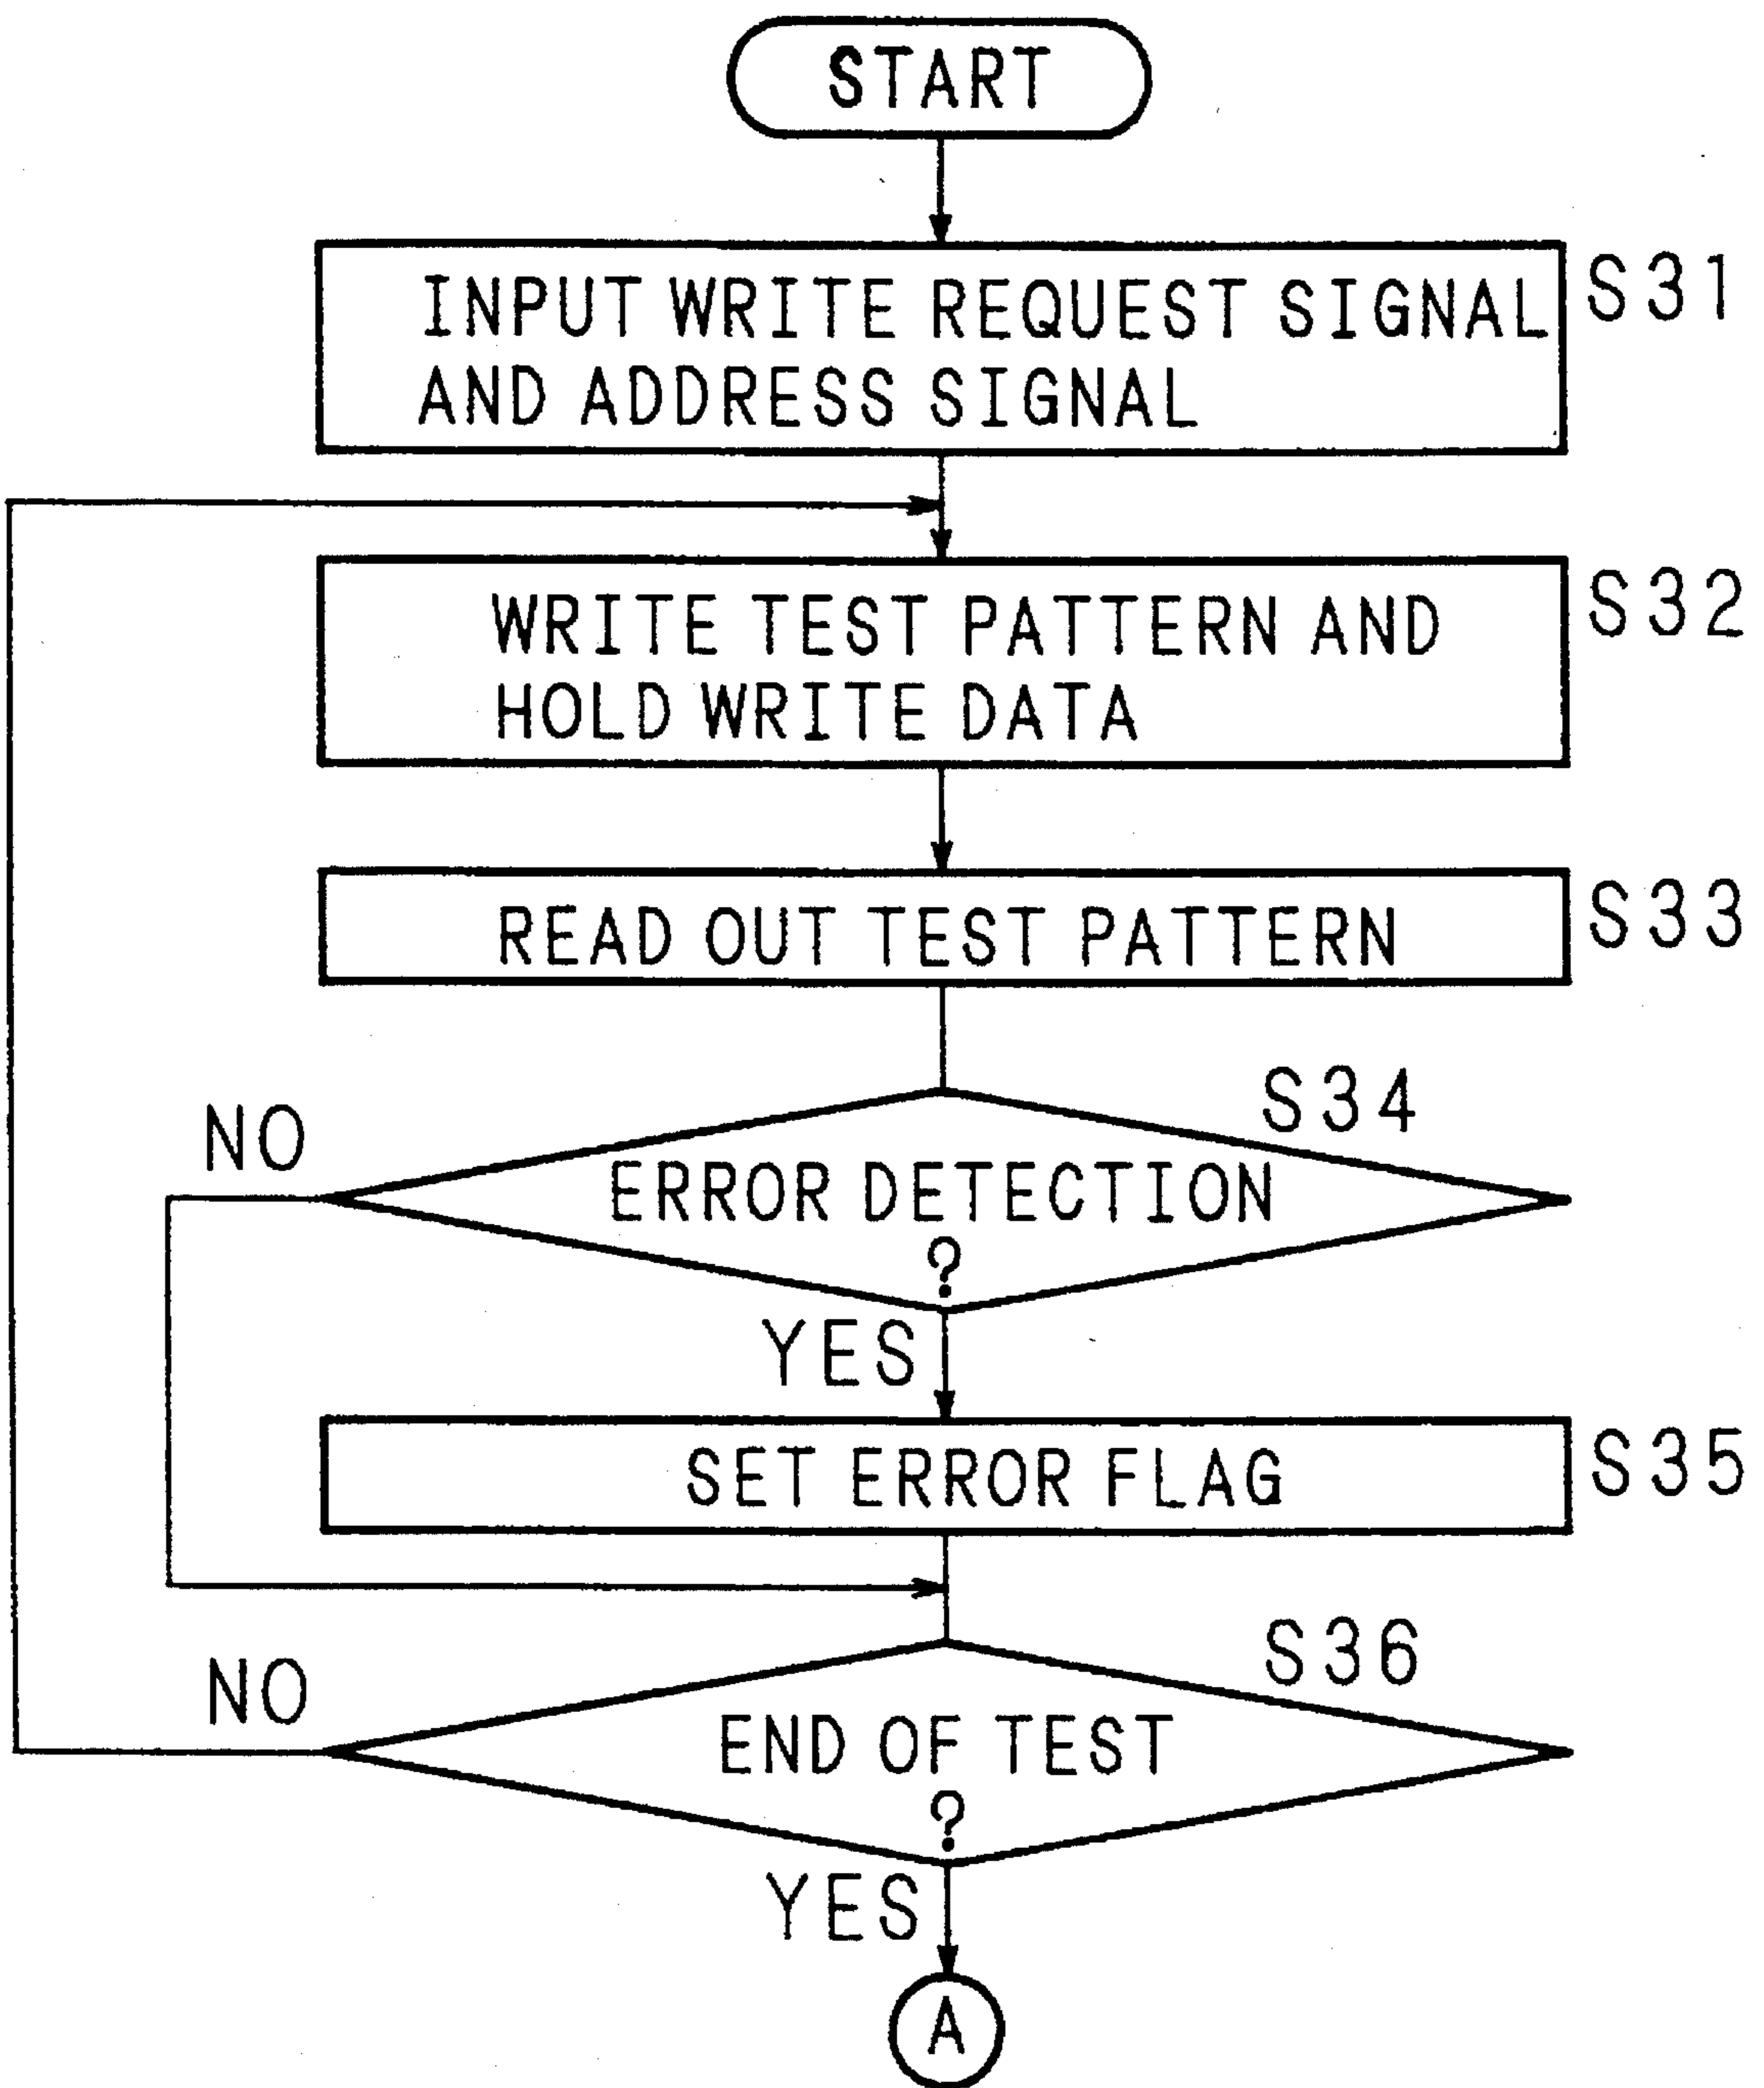 START
INPUT WRITE REQUEST SIGNAL
AND ADDRESS SIGNAL
S31
WRITE TEST PATTERN AND
HOLD WRITE DATA
S32
READ OUT TEST PATTERN
S33
S34
NO
ERROR DETECTION
?
YES
SET ERROR FLAG
S35
S36
NO
END OF TEST
?
YES
A